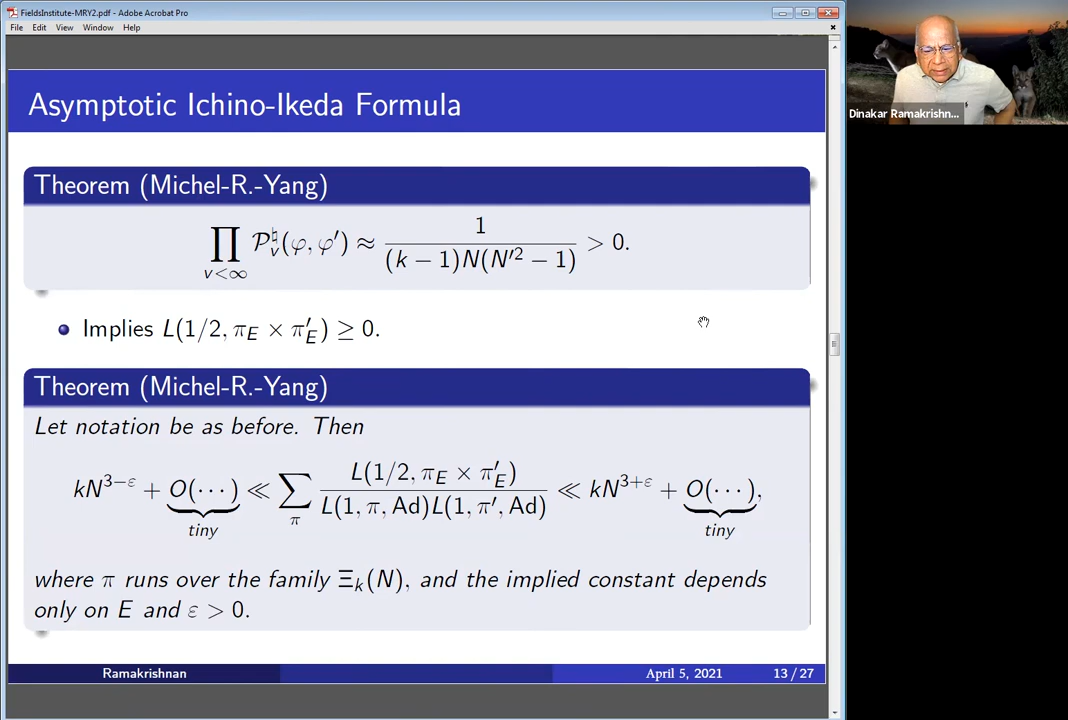 FieldsInstitute-MRY2.pdf - Adobe Acrobat Pro
File Edit View Window Help
Asymptotic Ichino-Ikeda Formula
Theorem (Michel-R.-Yang)
∏_{v<∞} 𝒫_v^♮(φ, φ′) ≈ 1/((k − 1)N(N′² − 1)) > 0.
Implies L(1/2, π_E × π′_E) ≥ 0.
Theorem (Michel-R.-Yang)
Let notation be as before. Then
kN^{3−ε} + O(⋯) ≪ ∑_π L(1/2, π_E × π′_E)/(L(1, π, Ad)L(1, π′, Ad)) ≪ kN^{3+ε} + O(⋯),
tiny tiny
where π runs over the family Ξ_k(N), and the implied constant depends
only on E and ε > 0.
Ramakrishnan April 5, 2021 13 / 27
Dinakar Ramakrishn...